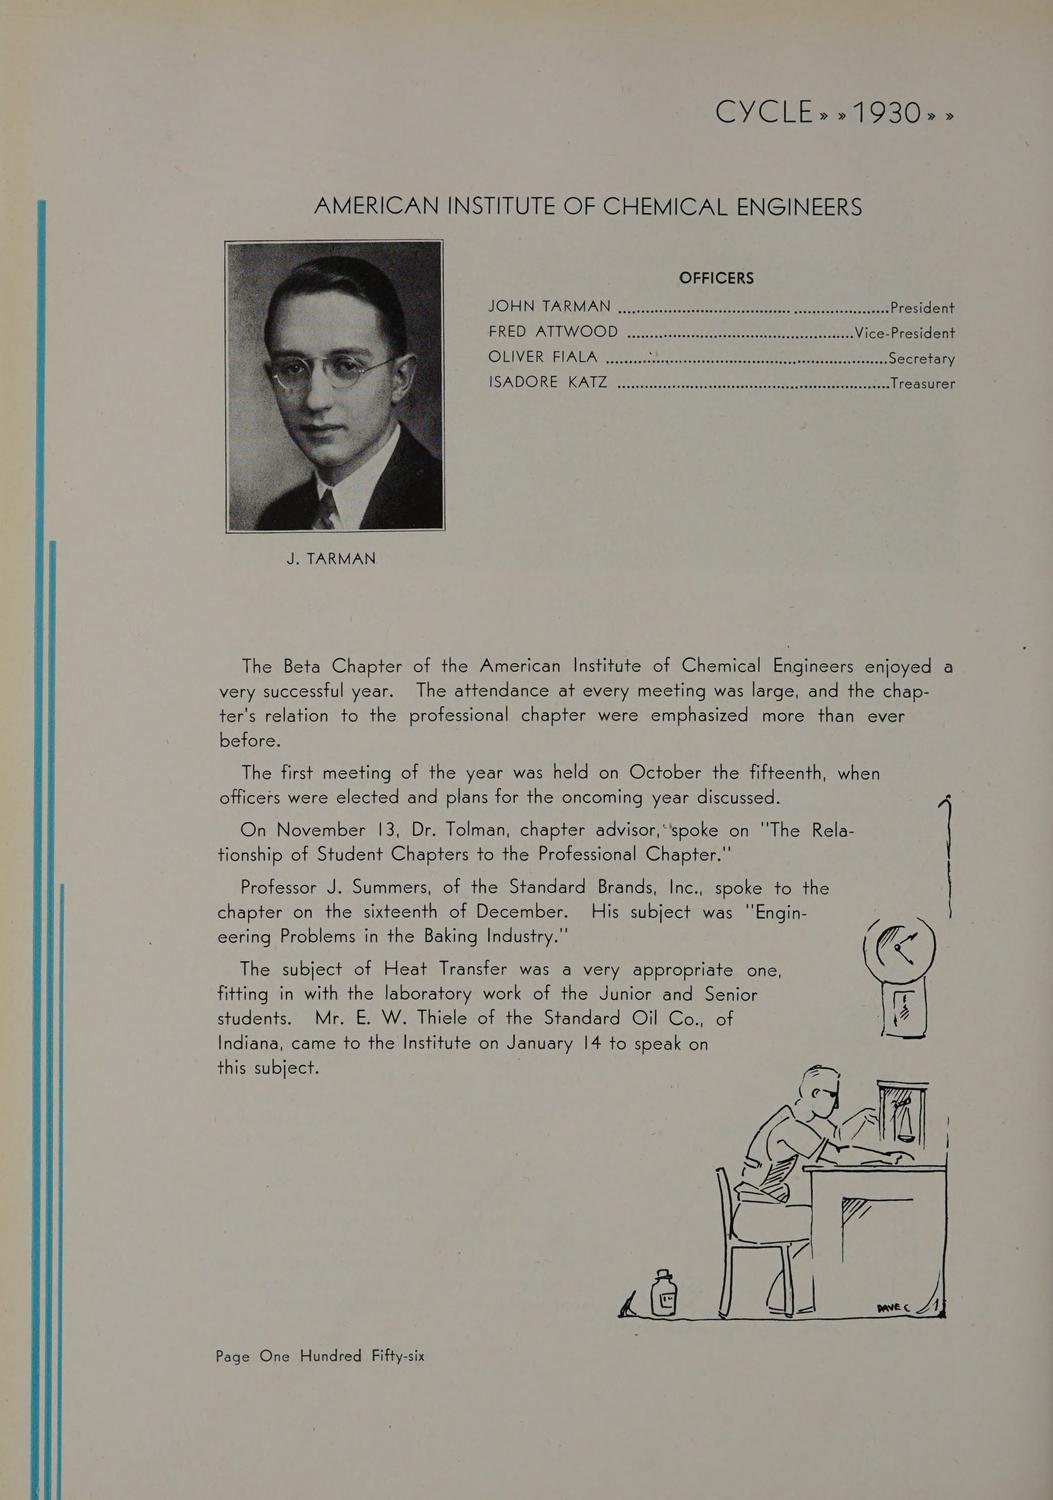 CYCLE » » 1930 » »
AMERICAN INSTITUTE OF CHEMICAL ENGINEERS
OFFICERS
JOHN TARMAN ........................................................... President
FRED ATTWOOD ................................................. Vice-President
OLIVER FIALA ............................................................. Secretary
ISADORE KATZ ........................................................... Treasurer
J. TARMAN
The Beta Chapter of the American Institute of Chemical Engineers enjoyed a
very successful year. The attendance at every meeting was large, and the chap-
ter's relation to the professional chapter were emphasized more than ever
before.
The first meeting of the year was held on October the fifteenth, when
officers were elected and plans for the oncoming year discussed.
On November 13, Dr. Tolman, chapter advisor, spoke on "The Rela-
tionship of Student Chapters to the Professional Chapter."
Professor J. Summers, of the Standard Brands, Inc., spoke to the
chapter on the sixteenth of December. His subject was "Engin-
eering Problems in the Baking Industry."
The subject of Heat Transfer was a very appropriate one,
fitting in with the laboratory work of the Junior and Senior
students. Mr. E. W. Thiele of the Standard Oil Co., of
Indiana, came to the Institute on January 14 to speak on
this subject.
DAVE C
Page One Hundred Fifty-six